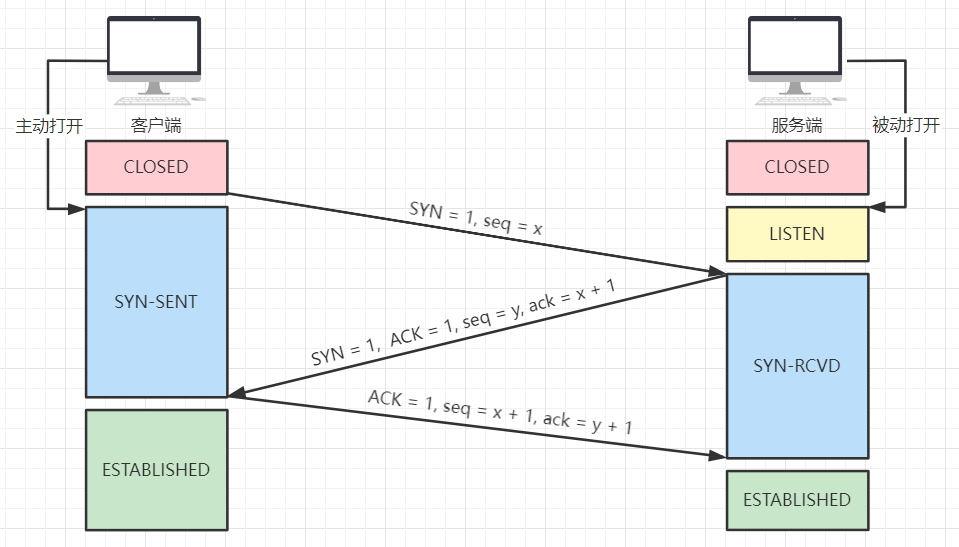 主动打开
客户端
服务端
被动打开
CLOSED
CLOSED
SYN = 1, seq = x
LISTEN
SYN-SENT
SYN = 1, ACK = 1, seq = y, ack = x + 1
SYN-RCVD
ACK = 1, seq = x + 1, ack = y + 1
ESTABLISHED
ESTABLISHED